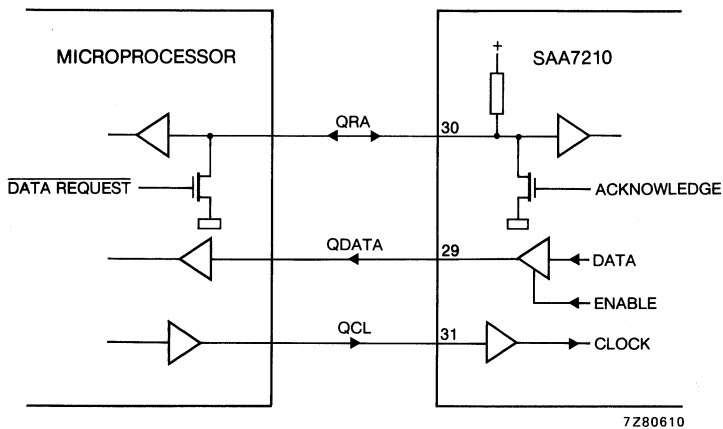 MICROPROCESSOR
SAA7210
+
QRA
30
DATA REQUEST
ACKNOWLEDGE
QDATA
29
DATA
ENABLE
QCL
31
CLOCK
7Z80610